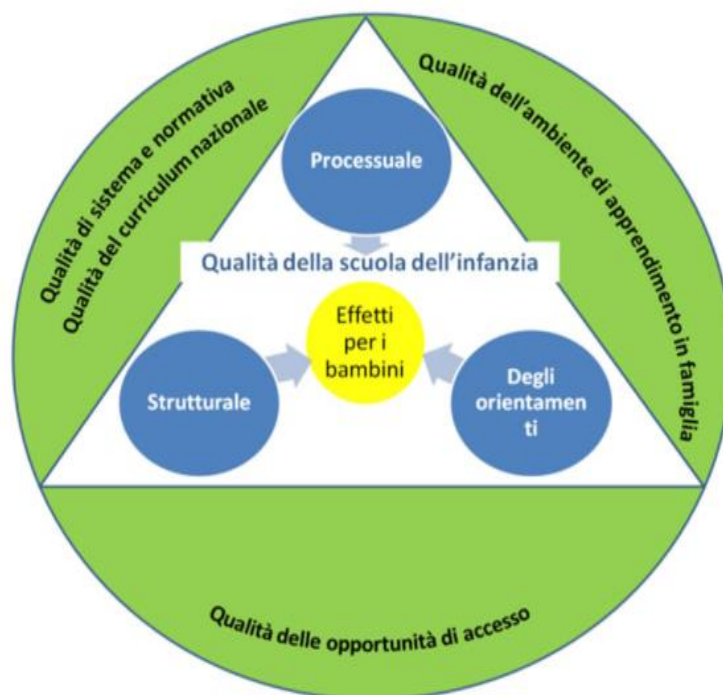 Qualità di sistema e normativa
Qualità del curriculum nazionale
Qualità dell'ambiente di apprendimento in famiglia
Processuale
Qualità della scuola dell'infanzia
Effetti
per i
bambini
Strutturale
Degli
orientamen
ti
Qualità delle opportunità di accesso